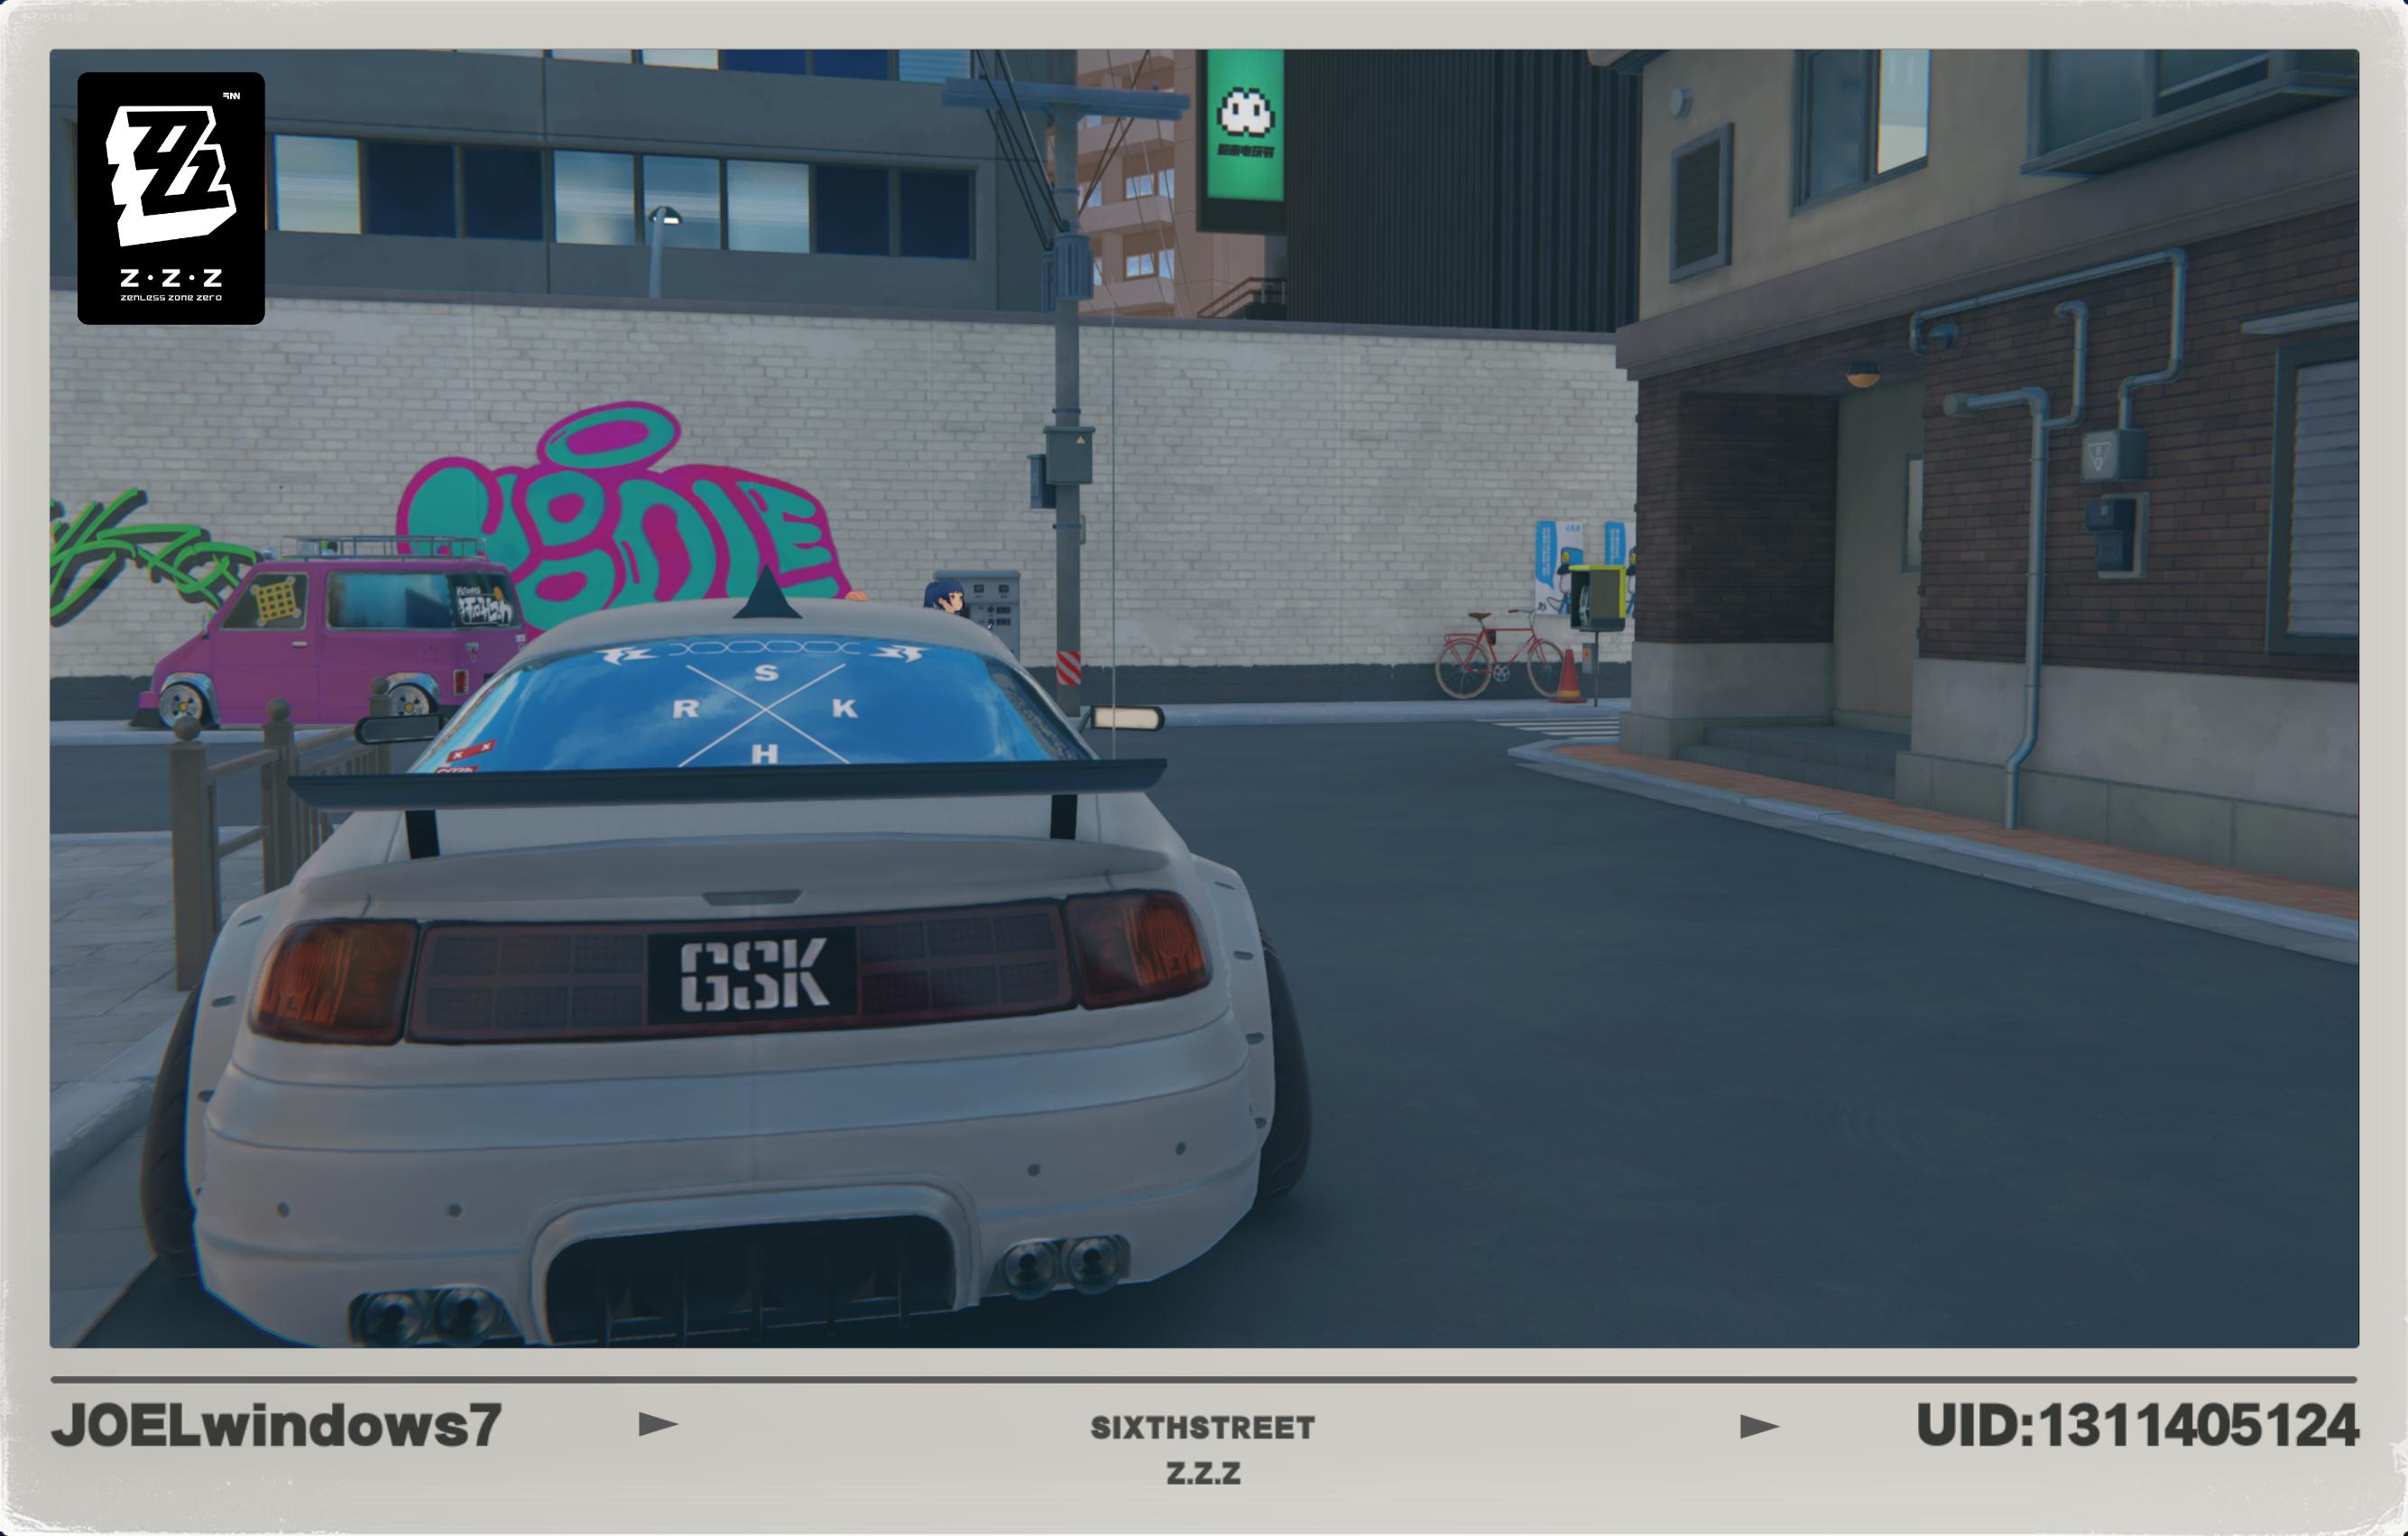 Z·Z·Z
ZENLESS ZONE ZERO
S
R K
H
GSK
JOELwindows7
SIXTHSTREET
Z.Z.Z
UID:1311405124